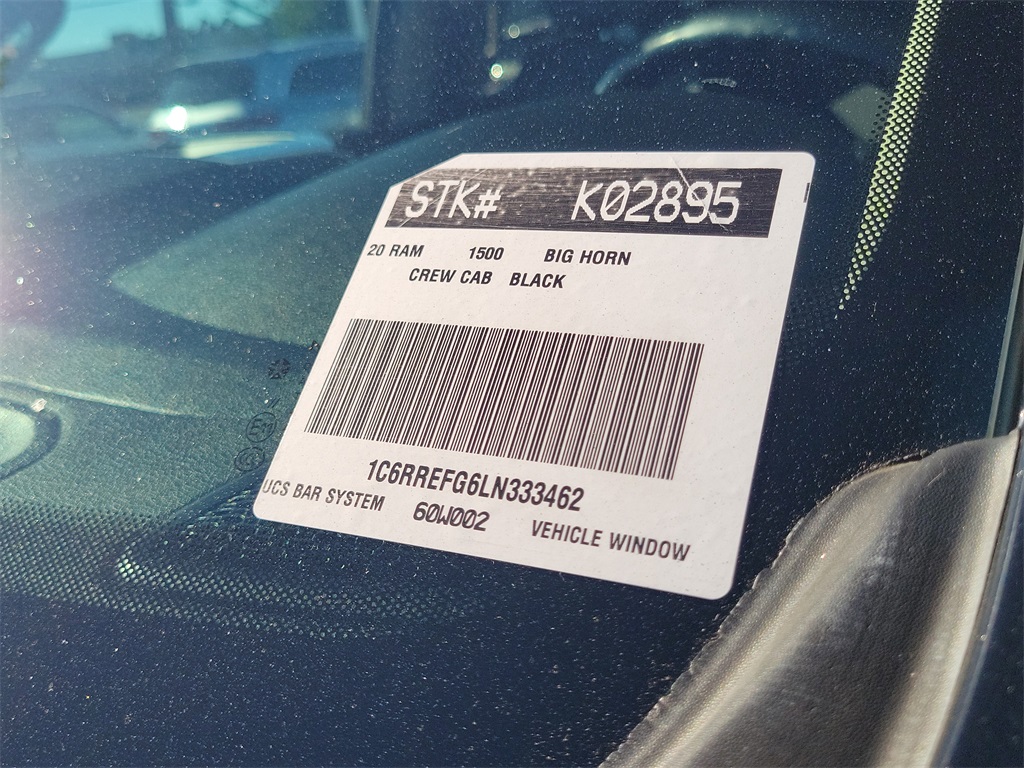 STK# K02895
20 RAM 1500 BIG HORN
CREW CAB BLACK
1C6RREFG6LN333462
UCS BAR SYSTEM 60W002 VEHICLE WINDOW